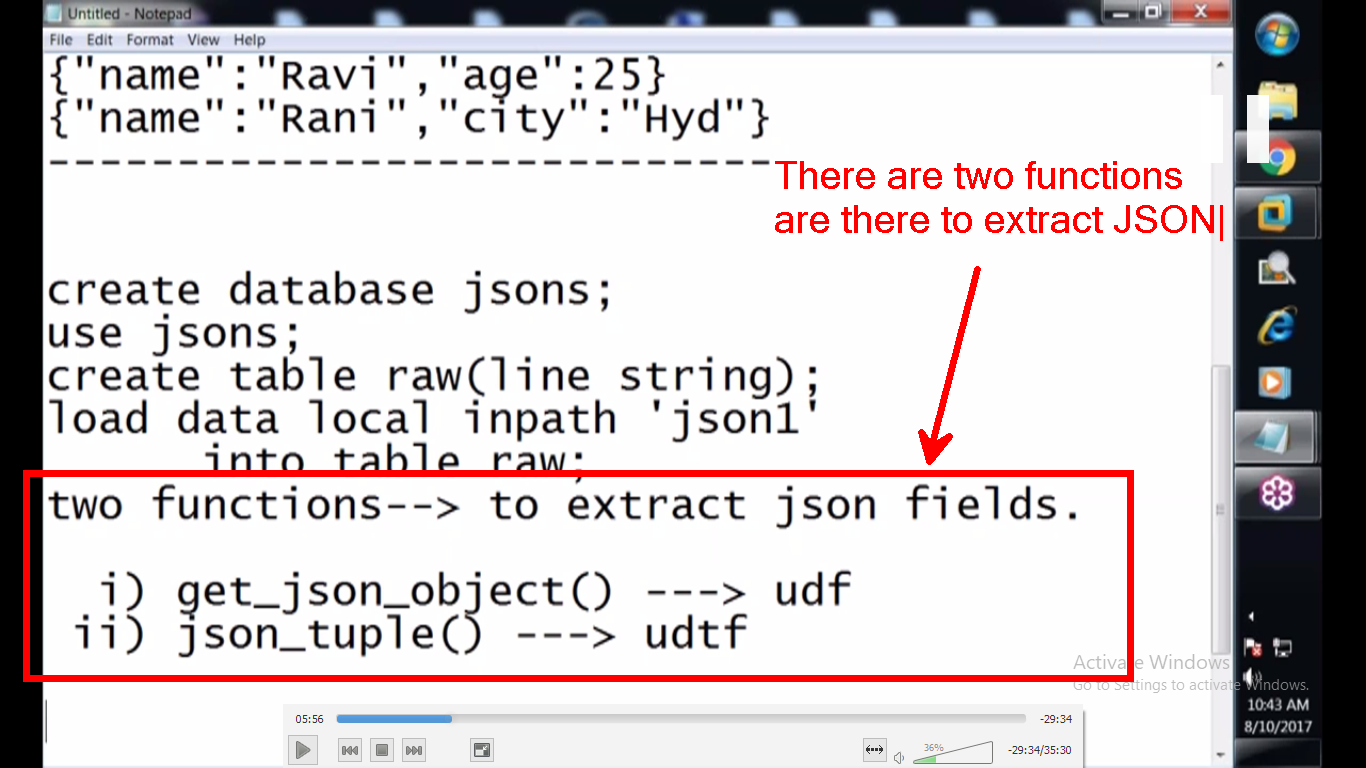 Untitled - Notepad
File Edit Format View Help
{"name":"Ravi","age":25}
{"name":"Rani","city":"Hyd"}
----------------------------
There are two functions
are there to extract JSON|
create database jsons;
use jsons;
create table raw(line string);
load data local inpath 'json1'
into table raw;
two functions--> to extract json fields.
i) get_json_object() ---> udf
ii) json_tuple() ---> udtf
Activate Windows
Go to Settings to activate Windows.
10:43 AM
8/10/2017
05:56
-29:34
36%
-29:34/35:30